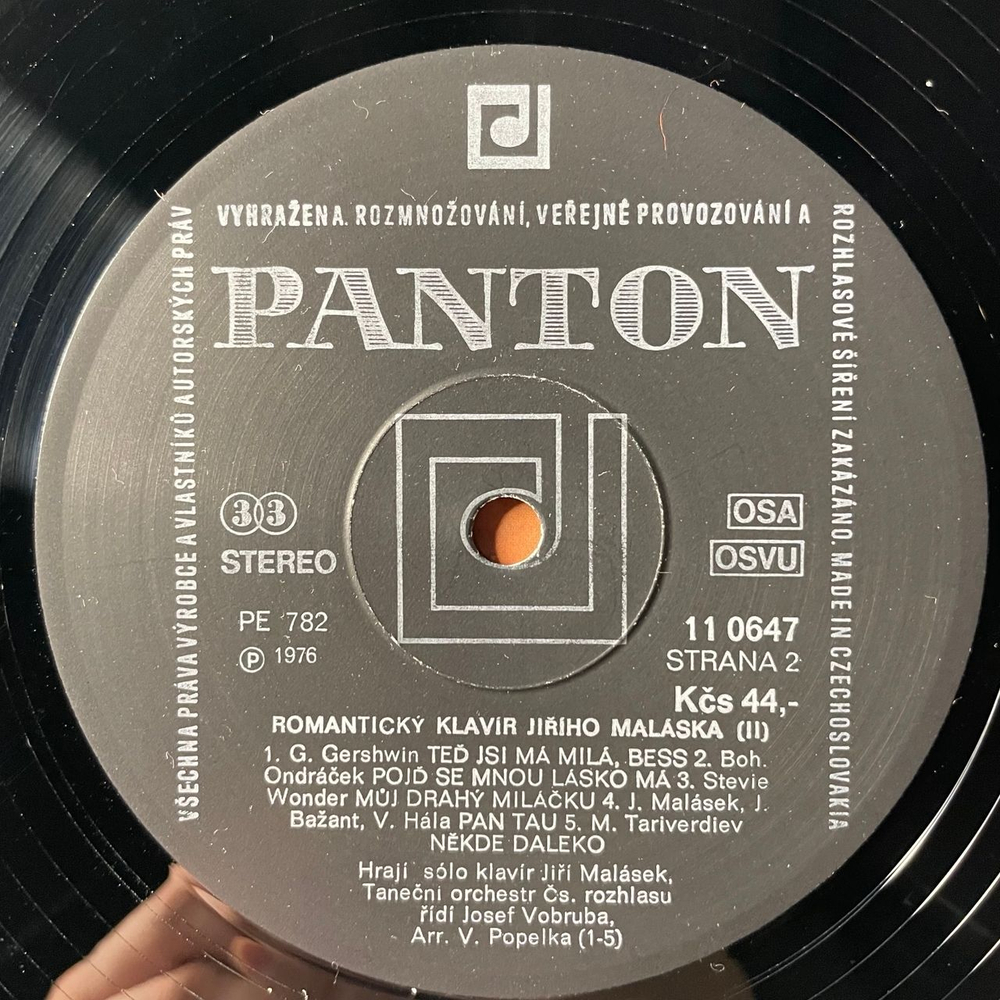 VŠECHNA PRÁVA VÝROBCE A VLASTNÍKŮ AUTORSKÝCH PRÁV
VYHRAŽENA. ROZMNOŽOVÁNÍ, VEŘEJNÉ PROVOZOVÁNÍ A
ROZHLASOVÉ ŠÍŘENÍ ZAKÁZÁNO. MADE IN CZECHOSLOVAKIA
PANTON
33
STEREO
PE 782
℗ 1976
OSA
OSVU
11 0647
STRANA 2
Kčs 44,-
ROMANTICKÝ KLAVÍR JIŘÍHO MALÁSKA (II)
1. G. Gershwin TEĎ JSI MÁ MILÁ, BESS 2. Boh.
Ondráček POJĎ SE MNOU LÁSKO MÁ 3. Stevie
Wonder MŮJ DRAHÝ MILÁČKU 4. J. Malásek, J.
Bažant, V. Hála PAN TAU 5. M. Tariverdiev
NĚKDE DALEKO
Hrají sólo klavír Jiří Malásek,
Taneční orchestr Čs. rozhlasu
řídí Josef Vobruba,
Arr. V. Popelka (1-5)